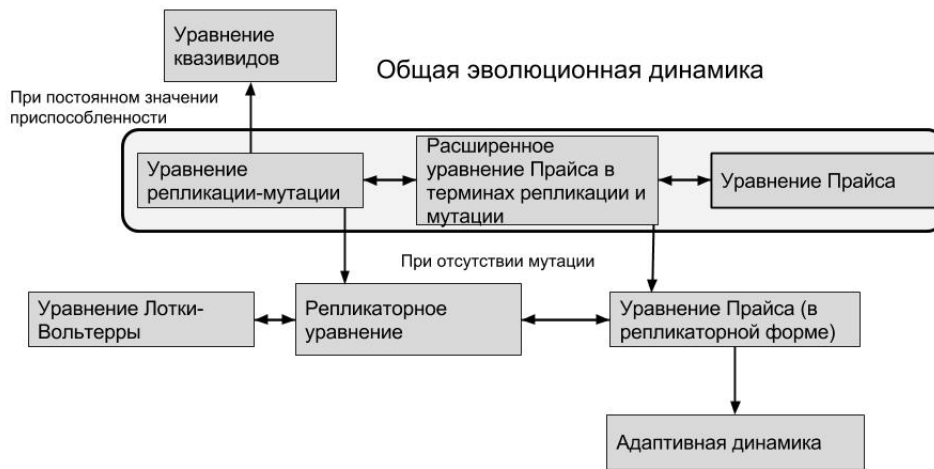 Уравнение
квазивидов
Общая эволюционная динамика
При постоянном значении
приспособленности
Уравнение
репликации-мутации
Расширенное
уравнение Прайса в
терминах репликации и
мутации
Уравнение Прайса
При отсутствии мутации
Уравнение Лотки-
Вольтерры
Репликаторное
уравнение
Уравнение Прайса (в
репликаторной форме)
Адаптивная динамика